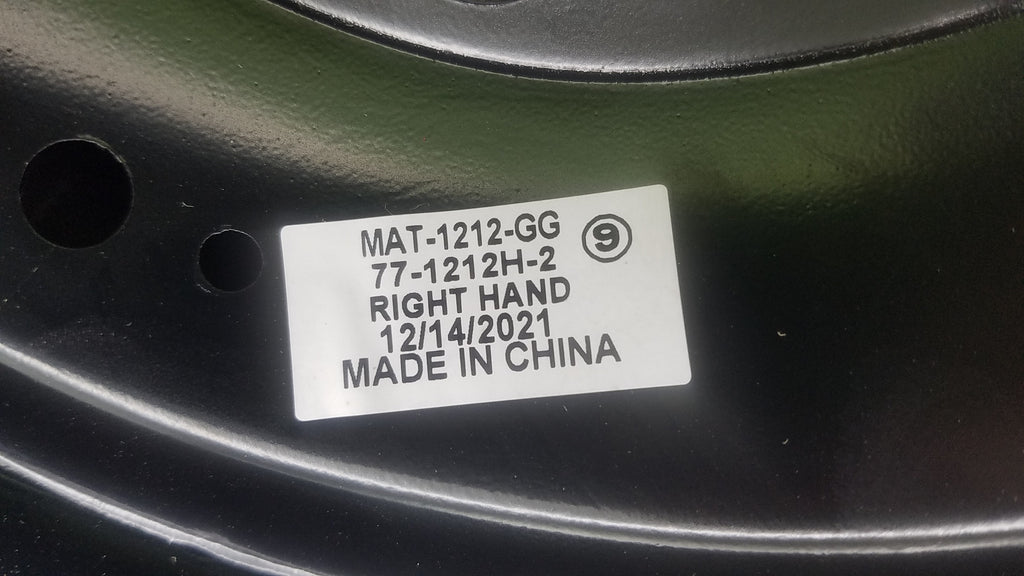 MAT-1212-GG ⑨
77-1212H-2
RIGHT HAND
12/14/2021
MADE IN CHINA